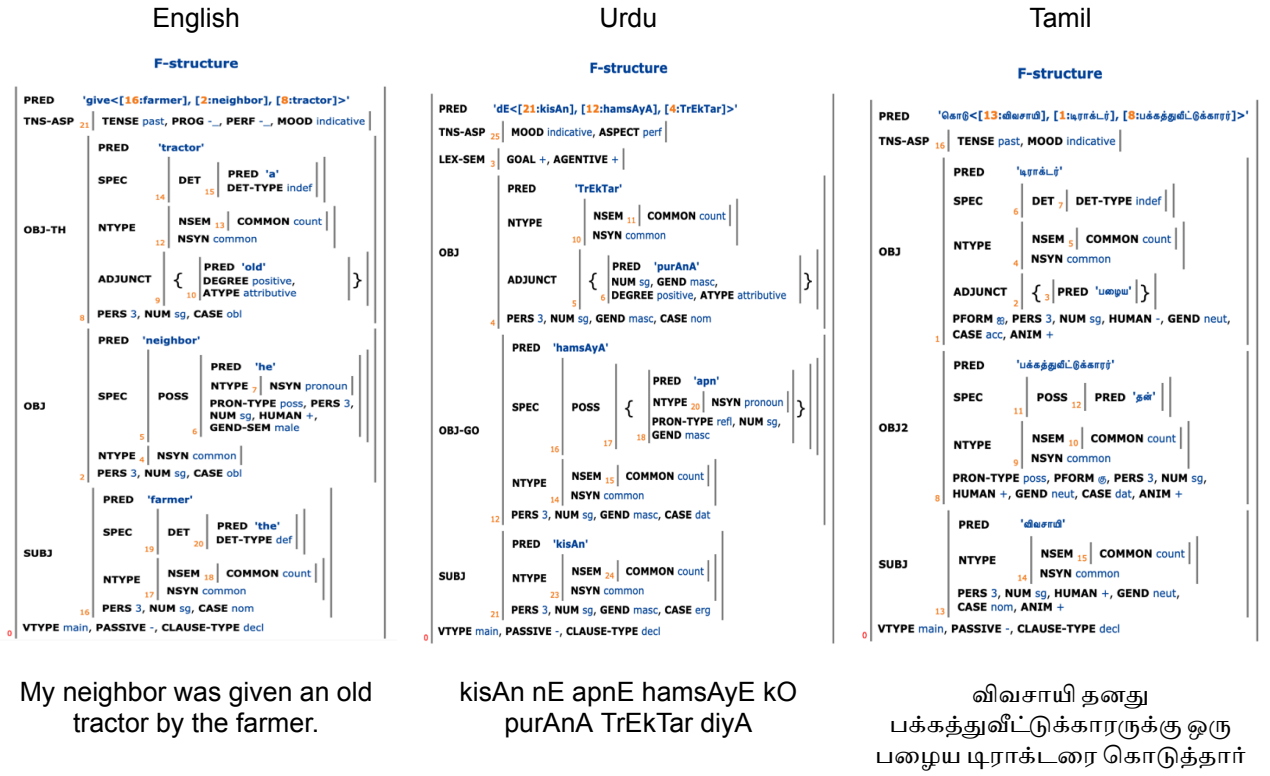 English
F-structure
PRED 'give<[16:farmer], [2:neighbor], [8:tractor]>'
TNS-ASP 21 TENSE past, PROG -_, PERF -_, MOOD indicative
PRED 'tractor'
SPEC 14 DET 15 PRED 'a'
DET-TYPE indef
OBJ-TH
NTYPE 12 NSEM 13 COMMON count
NSYN common
ADJUNCT 9 { 10 PRED 'old'
DEGREE positive,
ATYPE attributive }
8 PERS 3, NUM sg, CASE obl
PRED 'neighbor'
OBJ
SPEC 5 POSS 6 PRED 'he'
NTYPE 7 NSYN pronoun
PRON-TYPE poss, PERS 3,
NUM sg, HUMAN +,
GEND-SEM male
NTYPE 4 NSYN common
2 PERS 3, NUM sg, CASE obl
PRED 'farmer'
SPEC 19 DET 20 PRED 'the'
DET-TYPE def
SUBJ
NTYPE 17 NSEM 18 COMMON count
NSYN common
16 PERS 3, NUM sg, CASE nom
0 VTYPE main, PASSIVE -, CLAUSE-TYPE decl
My neighbor was given an old
tractor by the farmer.
Urdu
F-structure
PRED 'dE<[21:kisAn], [12:hamsAyA], [4:TrEkTar]>'
TNS-ASP 25 MOOD indicative, ASPECT perf
LEX-SEM 3 GOAL +, AGENTIVE +
PRED 'TrEkTar'
NTYPE 10 NSEM 11 COMMON count
NSYN common
OBJ
ADJUNCT 5 { 6 PRED 'purAnA'
NUM sg, GEND masc,
DEGREE positive, ATYPE attributive }
4 PERS 3, NUM sg, GEND masc, CASE nom
PRED 'hamsAyA'
SPEC 16 POSS 17 { 18 PRED 'apn'
NTYPE 20 NSYN pronoun
PRON-TYPE refl, NUM sg,
GEND masc }
OBJ-GO
NTYPE 14 NSEM 15 COMMON count
NSYN common
12 PERS 3, NUM sg, GEND masc, CASE dat
PRED 'kisAn'
SUBJ
NTYPE 23 NSEM 24 COMMON count
NSYN common
21 PERS 3, NUM sg, GEND masc, CASE erg
0 VTYPE main, PASSIVE -, CLAUSE-TYPE decl
kisAn nE apnE hamsAyE kO
purAnA TrEkTar diyA
Tamil
F-structure
PRED 'கொடு<[13:விவசாயி], [1:டிராக்டர்], [8:பக்கத்துவீட்டுக்காரர்]>'
TNS-ASP 16 TENSE past, MOOD indicative
PRED 'டிராக்டர்'
SPEC 6 DET 7 DET-TYPE indef
OBJ
NTYPE 4 NSEM 5 COMMON count
NSYN common
ADJUNCT 2 { 3 PRED 'பழைய' }
PFORM ஐ, PERS 3, NUM sg, HUMAN -, GEND neut,
1 CASE acc, ANIM +
PRED 'பக்கத்துவீட்டுக்காரர்'
SPEC 11 POSS 12 PRED 'தன்'
OBJ2
NTYPE 9 NSEM 10 COMMON count
NSYN common
PRON-TYPE poss, PFORM கு, PERS 3, NUM sg,
8 HUMAN +, GEND neut, CASE dat, ANIM +
PRED 'விவசாயி'
SUBJ
NTYPE 14 NSEM 15 COMMON count
NSYN common
PERS 3, NUM sg, HUMAN +, GEND neut,
13 CASE nom, ANIM +
0 VTYPE main, PASSIVE -, CLAUSE-TYPE decl
விவசாயி தனது
பக்கத்துவீட்டுக்காரருக்கு ஒரு
பழைய டிராக்டரை கொடுத்தார்